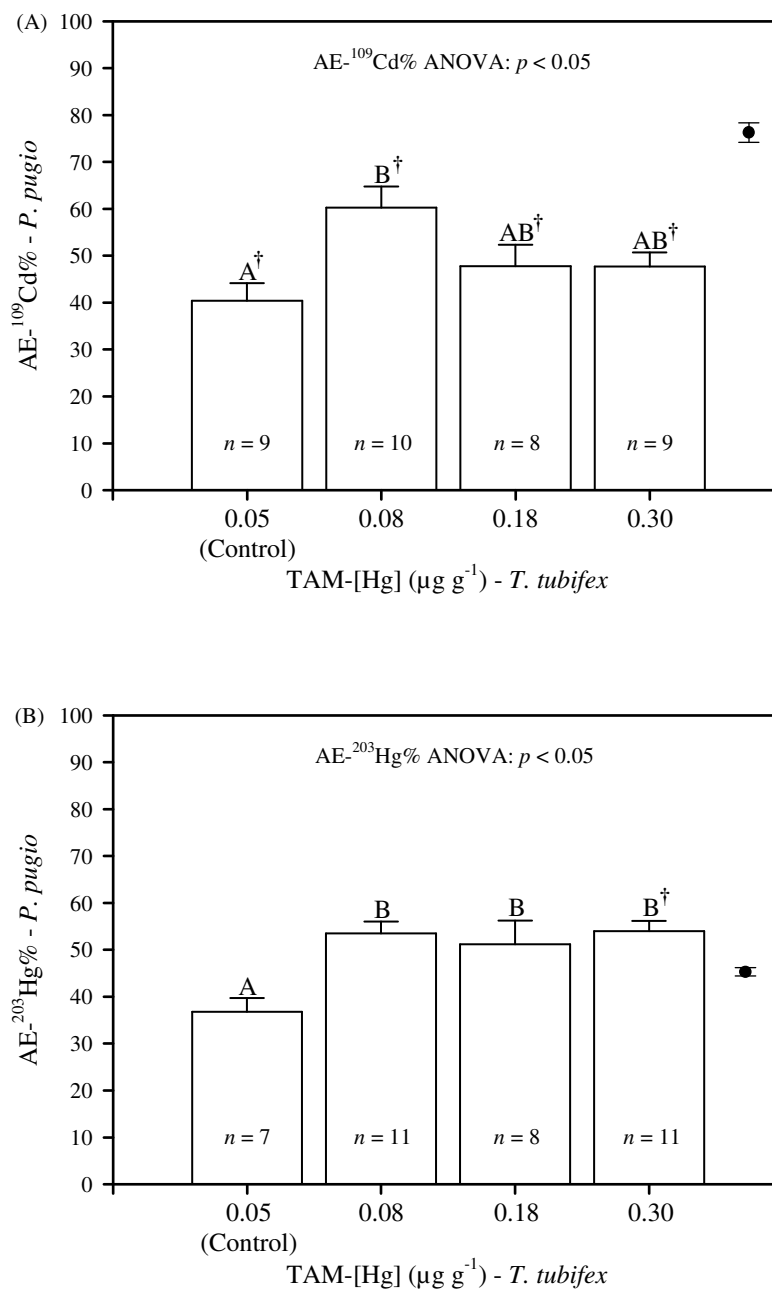 (A)
100
90
80
70
60
50
40
30
20
10
0
AE-¹⁰⁹Cd% - P. pugio
AE-¹⁰⁹Cd% ANOVA: p < 0.05
A†
B†
AB†
AB†
n = 9
n = 10
n = 8
n = 9
0.05
(Control)
0.08
0.18
0.30
TAM-[Hg] (µg g⁻¹) - T. tubifex
(B)
100
90
80
70
60
50
40
30
20
10
0
AE-²⁰³Hg% - P. pugio
AE-²⁰³Hg% ANOVA: p < 0.05
A
B
B
B†
n = 7
n = 11
n = 8
n = 11
0.05
(Control)
0.08
0.18
0.30
TAM-[Hg] (µg g⁻¹) - T. tubifex